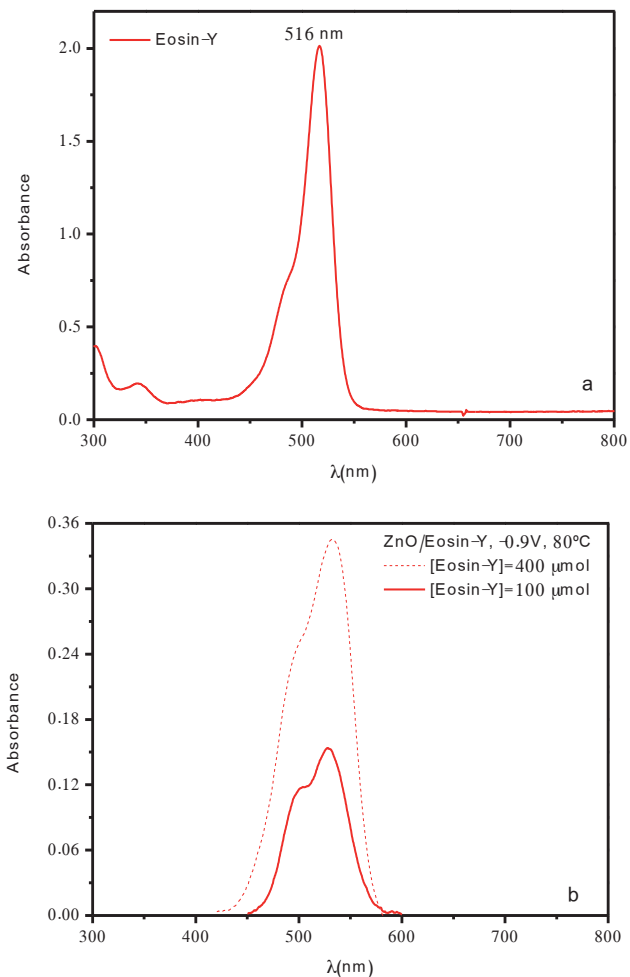 Eosin-Y
516 nm
2.0
1.5
1.0
0.5
0.0
Absorbance
a
300 400 500 600 700 800
λ(nm)
0.36
0.30
0.24
0.18
0.12
0.06
0.00
Absorbance
ZnO/Eosin-Y, -0.9V, 80ºC
[Eosin-Y]=400 μmol
[Eosin-Y]=100 μmol
b
300 400 500 600 700 800
λ(nm)